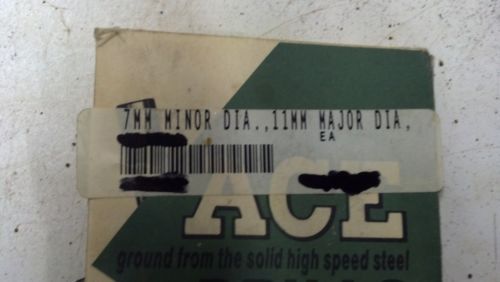 7MM MINOR DIA.,11MM MAJOR DIA,
EA
ACE
ground from the solid high speed steel